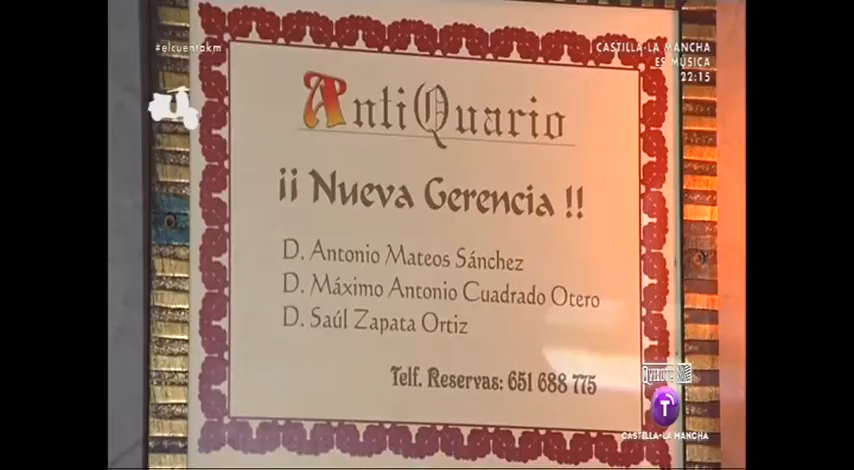 #elcuentakm
CASTILLA-LA MANCHA
ES MÚSICA
22:15
AntiQuario
¡¡ Nueva Gerencia !!
D. Antonio Mateos Sánchez
D. Máximo Antonio Cuadrado Otero
D. Saúl Zapata Ortiz
Telf. Reservas: 651 688 775
T
CASTILLA-LA MANCHA